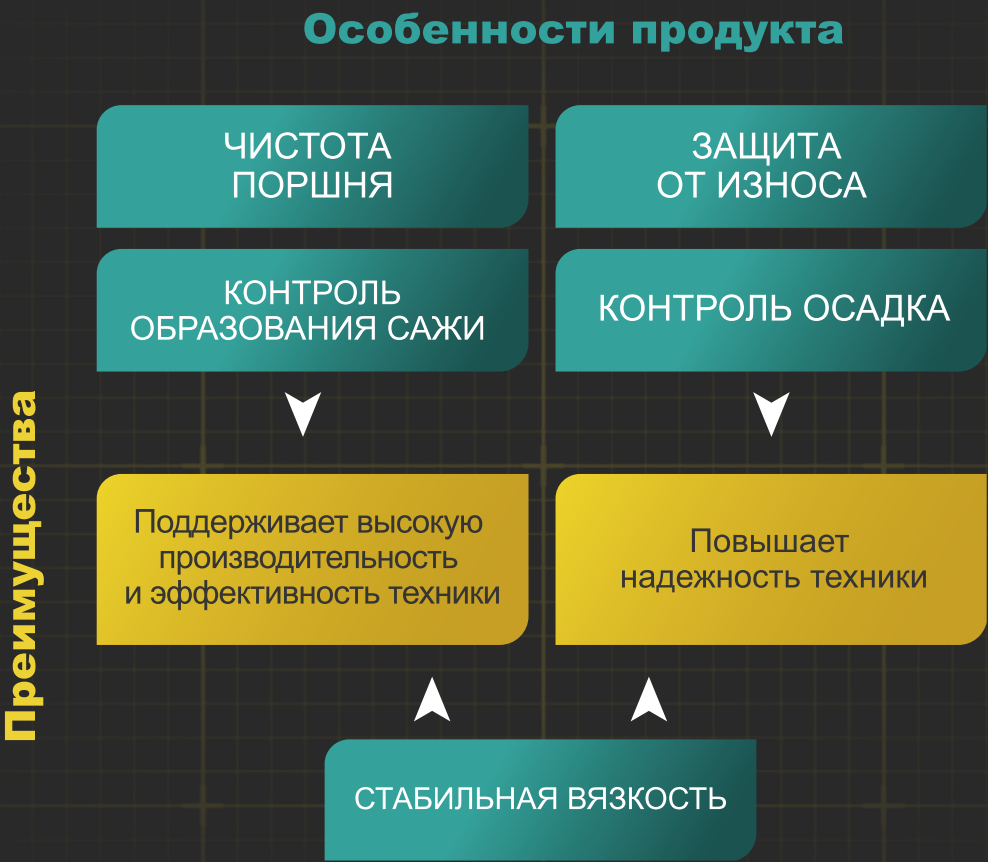 Особенности продукта
ЧИСТОТА
ПОРШНЯ
ЗАЩИТА
ОТ ИЗНОСА
КОНТРОЛЬ
ОБРАЗОВАНИЯ САЖИ
КОНТРОЛЬ ОСАДКА
Преимущества
Поддерживает высокую
производительность
и эффективность техники
Повышает
надежность техники
СТАБИЛЬНАЯ ВЯЗКОСТЬ